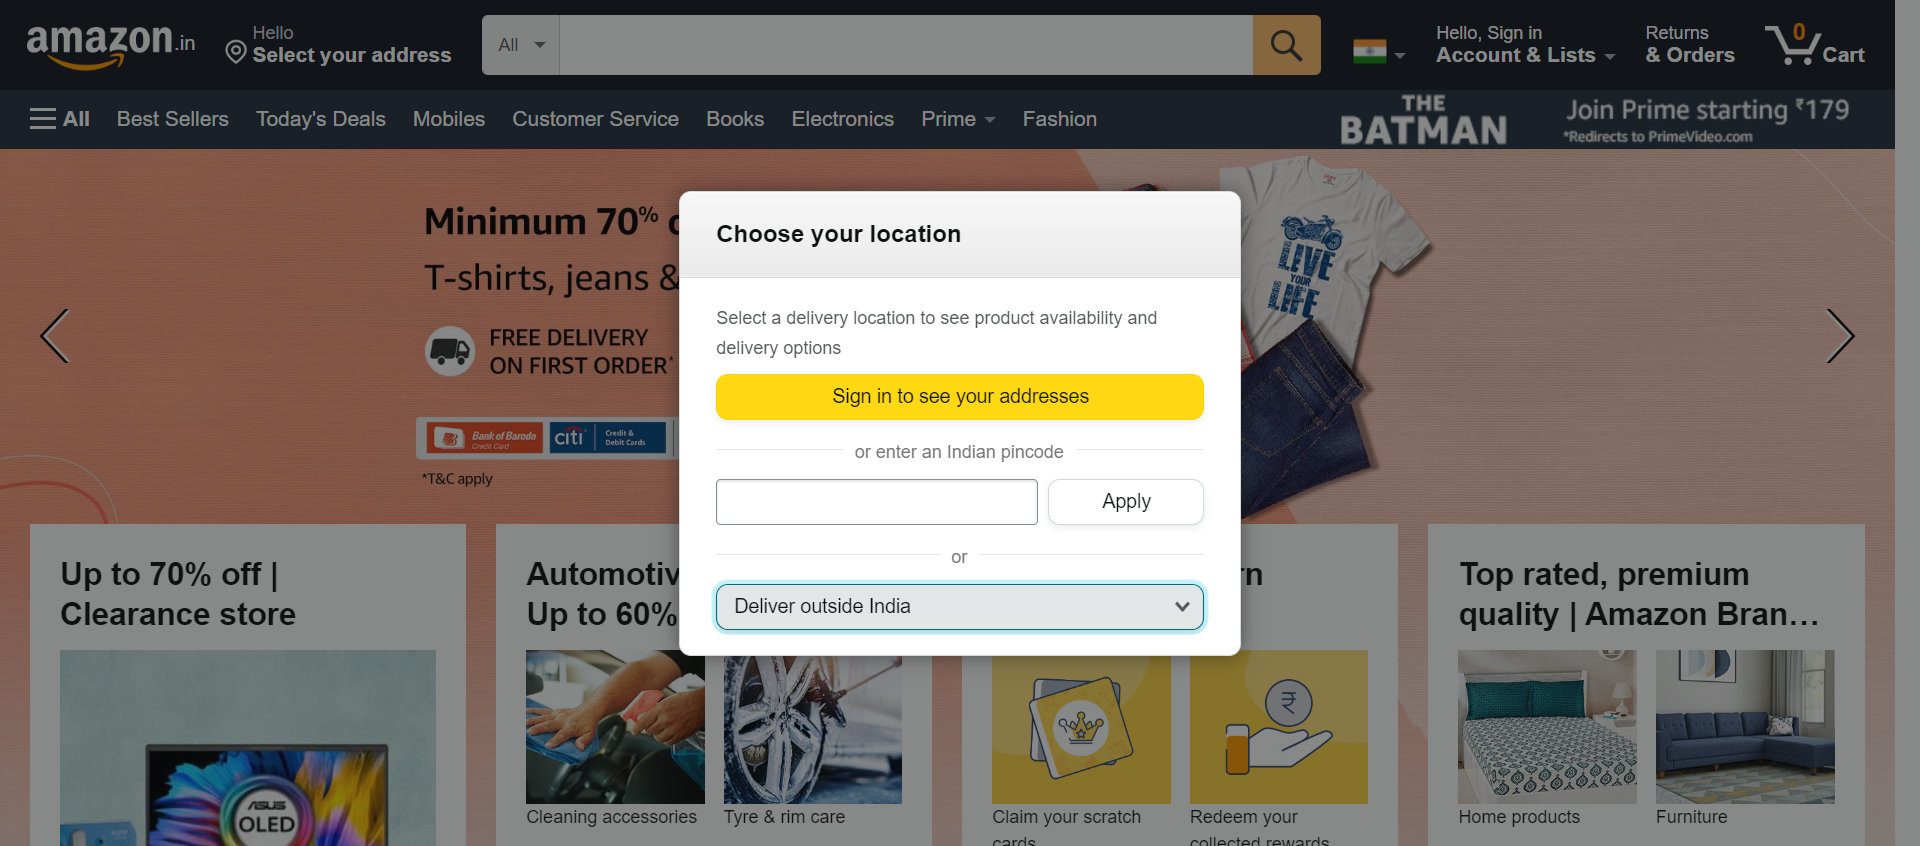 amazon.in
Hello
Select your address
All
Hello, Sign in
Account & Lists
Returns
& Orders
0
Cart
All
Best Sellers
Today's Deals
Mobiles
Customer Service
Books
Electronics
Prime
Fashion
THE
BATMAN
Join Prime starting ₹179
*Redirects to PrimeVideo.com
Minimum 70%
T-shirts, jeans &
FREE DELIVERY
ON FIRST ORDER*
Bank of Baroda
Credit Card
citi
Credit &
Debit Cards
*T&C apply
LIVE
YOUR
LIFE
Choose your location
Select a delivery location to see product availability and
delivery options
Sign in to see your addresses
or enter an Indian pincode
Apply
or
Deliver outside India
Up to 70% off |
Clearance store
ASUS
OLED
Automotiv
Up to 60%
Cleaning accessories
Tyre & rim care
rn
Claim your scratch
cards
₹
Redeem your
collected rewards
Top rated, premium
quality | Amazon Bran…
Home products
Furniture